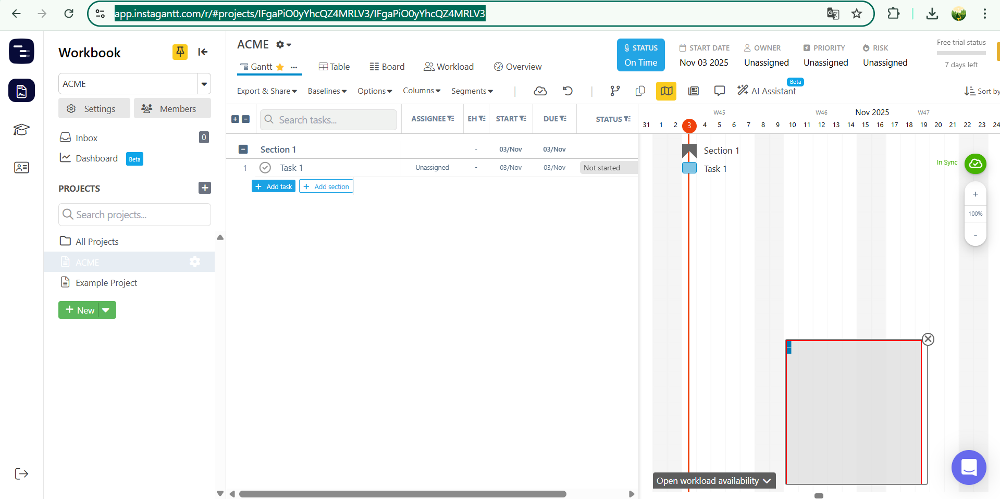 app.instagantt.com/r/#projects/IFgaPiO0yYhcQZ4MRLV3/IFgaPiO0yYhcQZ4MRLV3
Workbook
ACME
Settings
Members
Inbox
0
Dashboard
Beta
PROJECTS
Search projects...
All Projects
ACME
Example Project
New
ACME
STATUS
On Time
START DATE
Nov 03 2025
OWNER
Unassigned
PRIORITY
Unassigned
RISK
Unassigned
Free trial status
7 days left
Gantt
Table
Board
Workload
Overview
Export & Share
Baselines
Options
Columns
Segments
AI Assistant
Beta
Sort by
Search tasks...
ASSIGNEE
EH
START
DUE
STATUS
W45
W46
Nov 2025
W47
31 1 2 3 4 5 6 7 8 9 10 11 12 13 14 15 16 17 18 19 20 21 22 23 24
Section 1
-
03/Nov
03/Nov
Section 1
1
Task 1
Unassigned
-
03/Nov
03/Nov
Not started
Task 1
+ Add task
+ Add section
In Sync
+
100%
-
Open workload availability